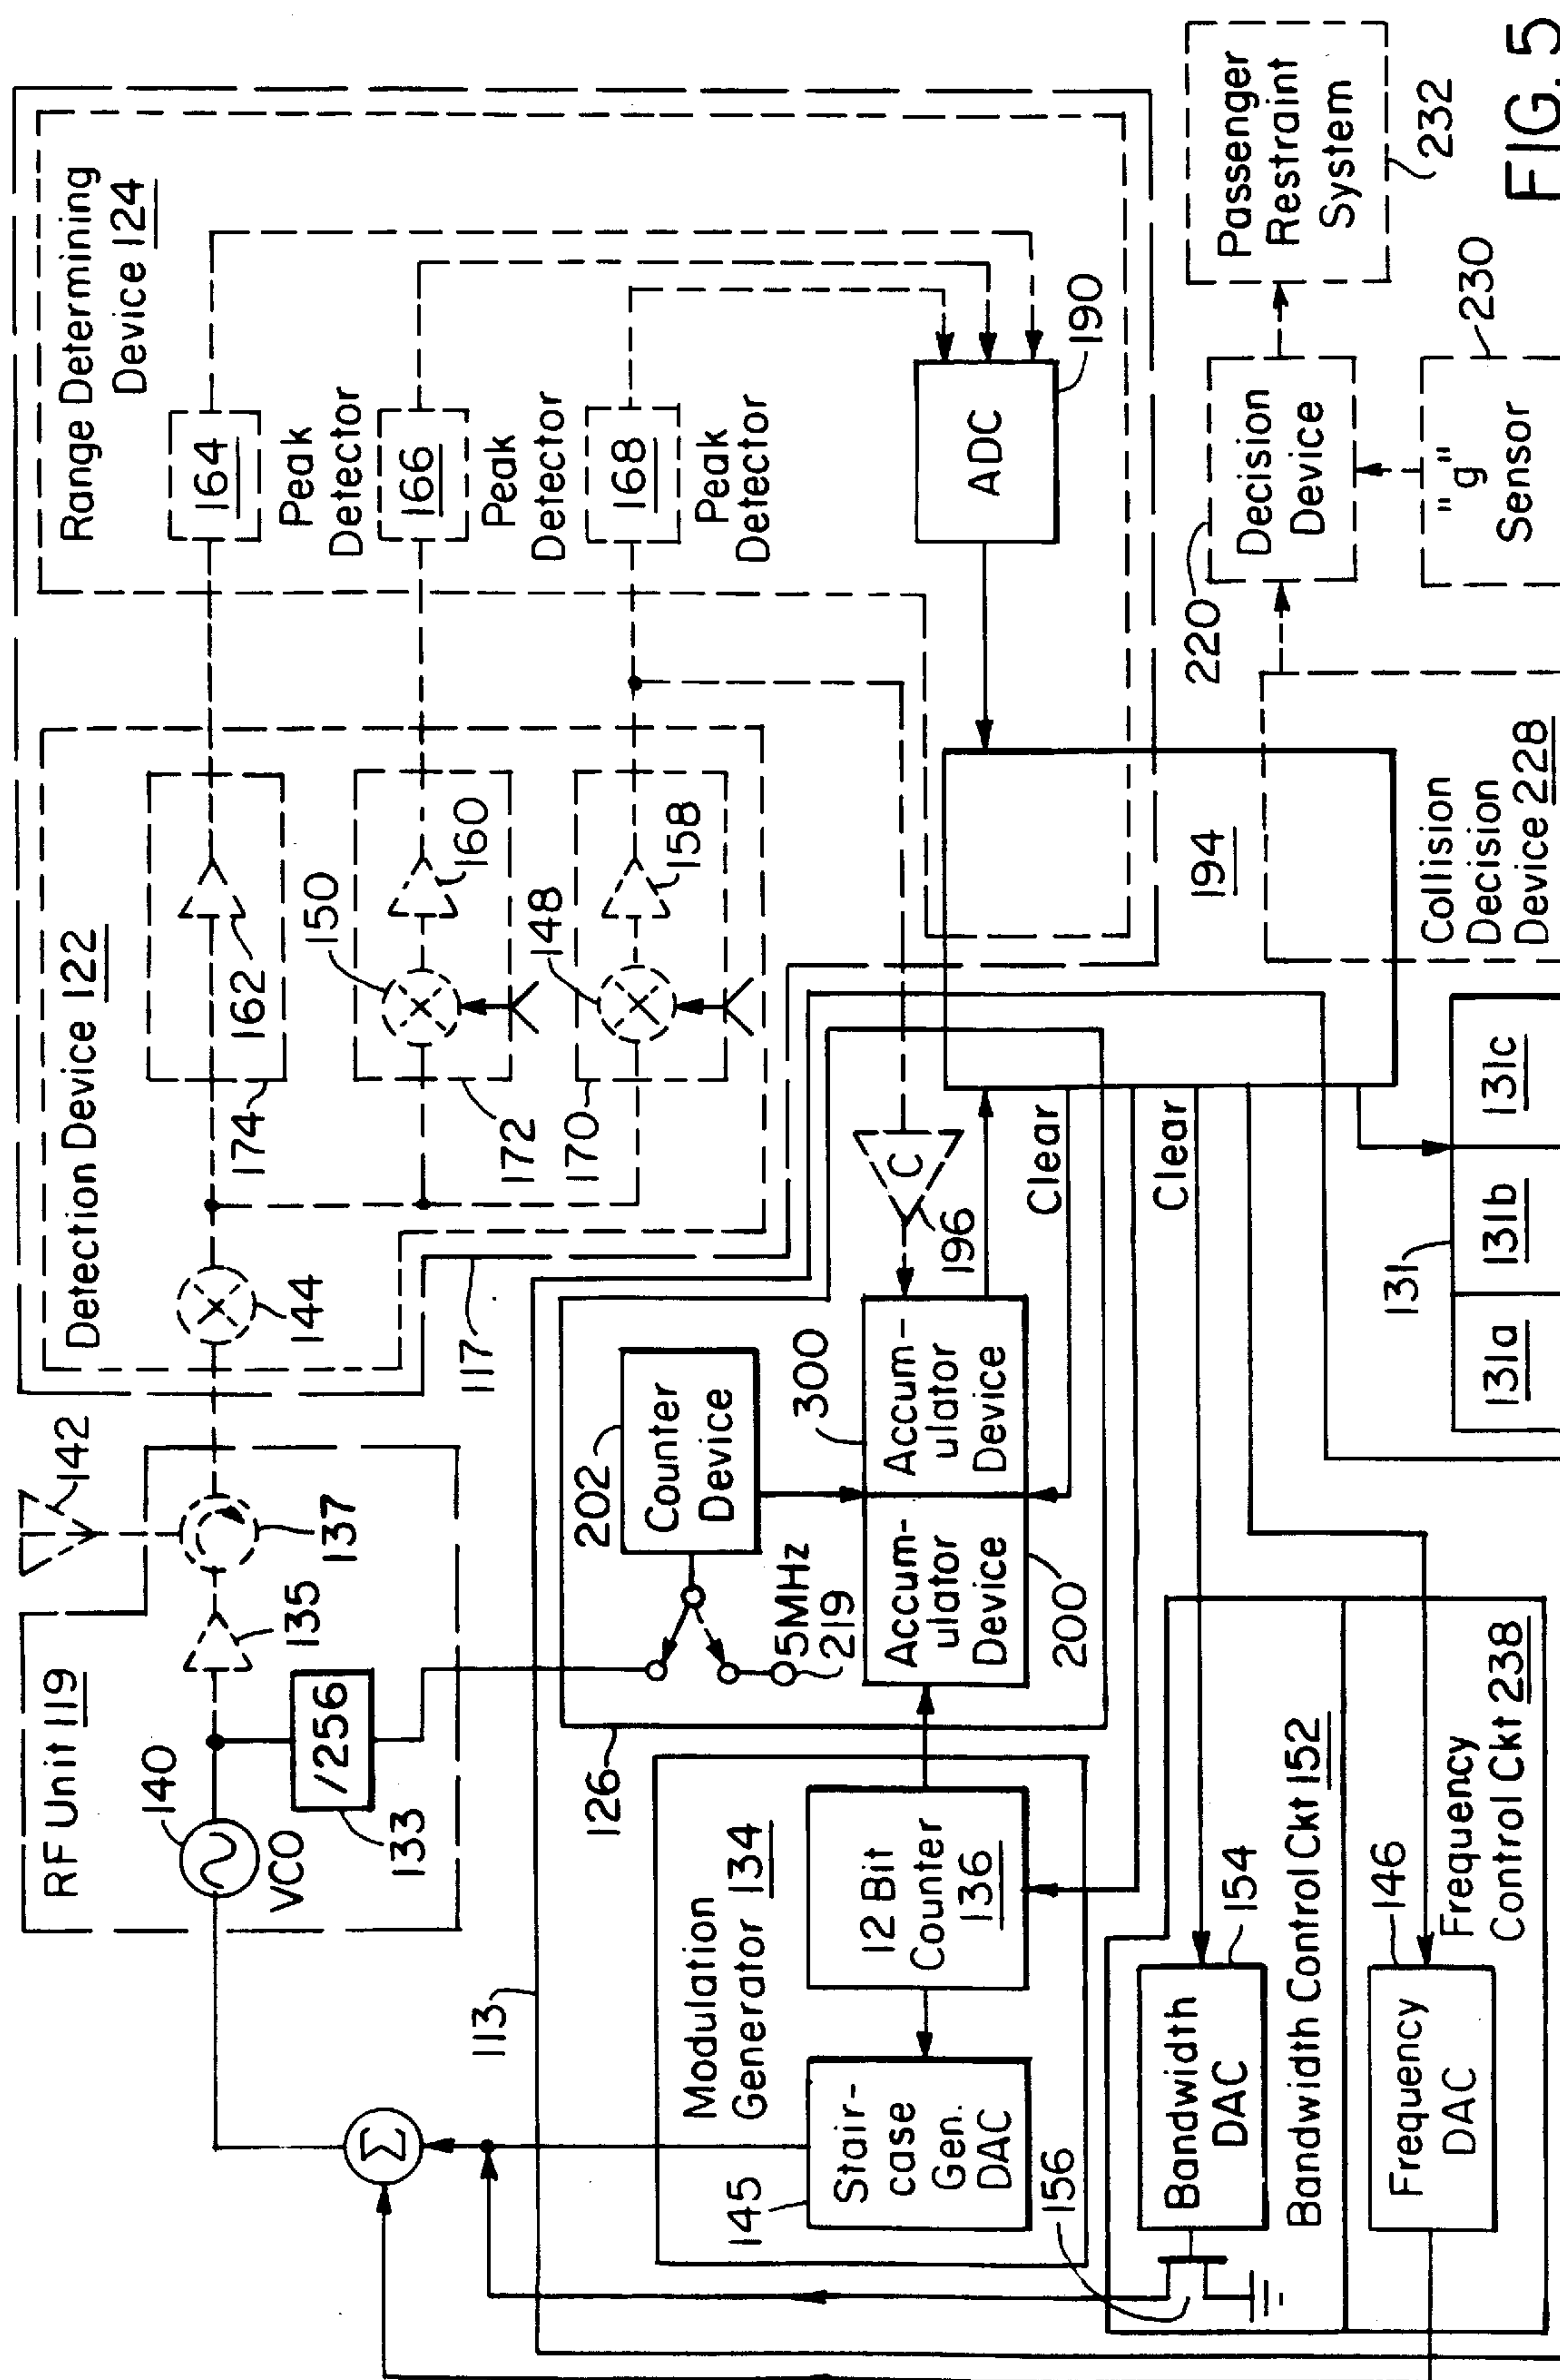 RF Unit 119
140
VCO
/256
133
135
137
142
Detection Device 122
144
174
162
150
160
172
148
158
170
117
Range Determining
Device 124
164
Peak
Detector
166
Peak
Detector
168
Peak
Detector
ADC
190
113
Σ
Modulation
Generator 134
145
Stair-
case
Gen.
DAC
12 Bit
Counter
136
126
202
Counter
Device
5MHz
219
300
Accum-
ulator
Device
200
Accum-
ulator
Device
C
196
Clear
Clear
194
156
Bandwidth
DAC
154
Bandwidth Control Ckt 152
Frequency
DAC
146
Frequency
Control Ckt 238
131
131a
131b
131c
Collision
Decision
Device 228
220
Decision
Device
"g"
Sensor
230
Passenger
Restraint
System
232
FIG. 5